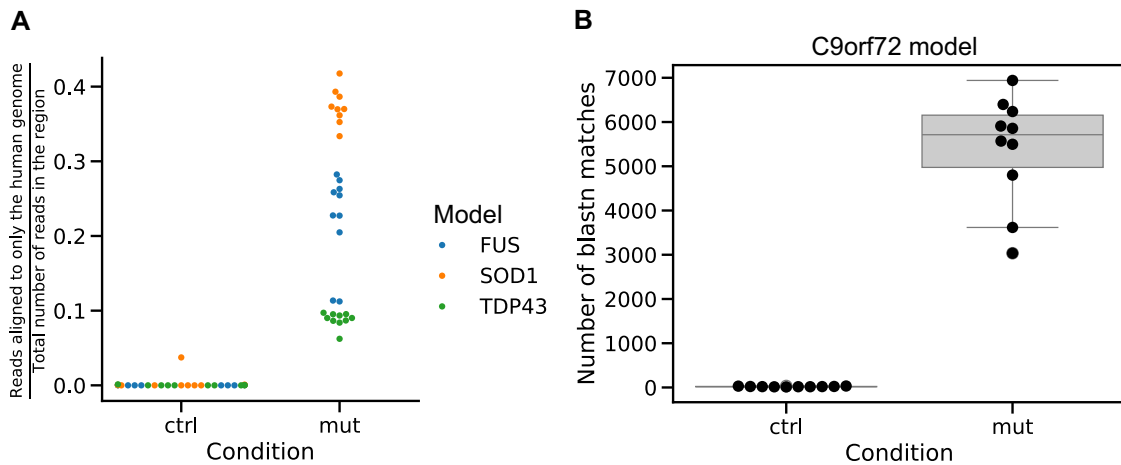 A
Reads aligned to only the human genome
Total number of reads in the region
0.4
0.3
0.2
0.1
0.0
ctrl
mut
Condition
Model
FUS
SOD1
TDP43
B
C9orf72 model
Number of blastn matches
7000
6000
5000
4000
3000
2000
1000
0
ctrl
mut
Condition